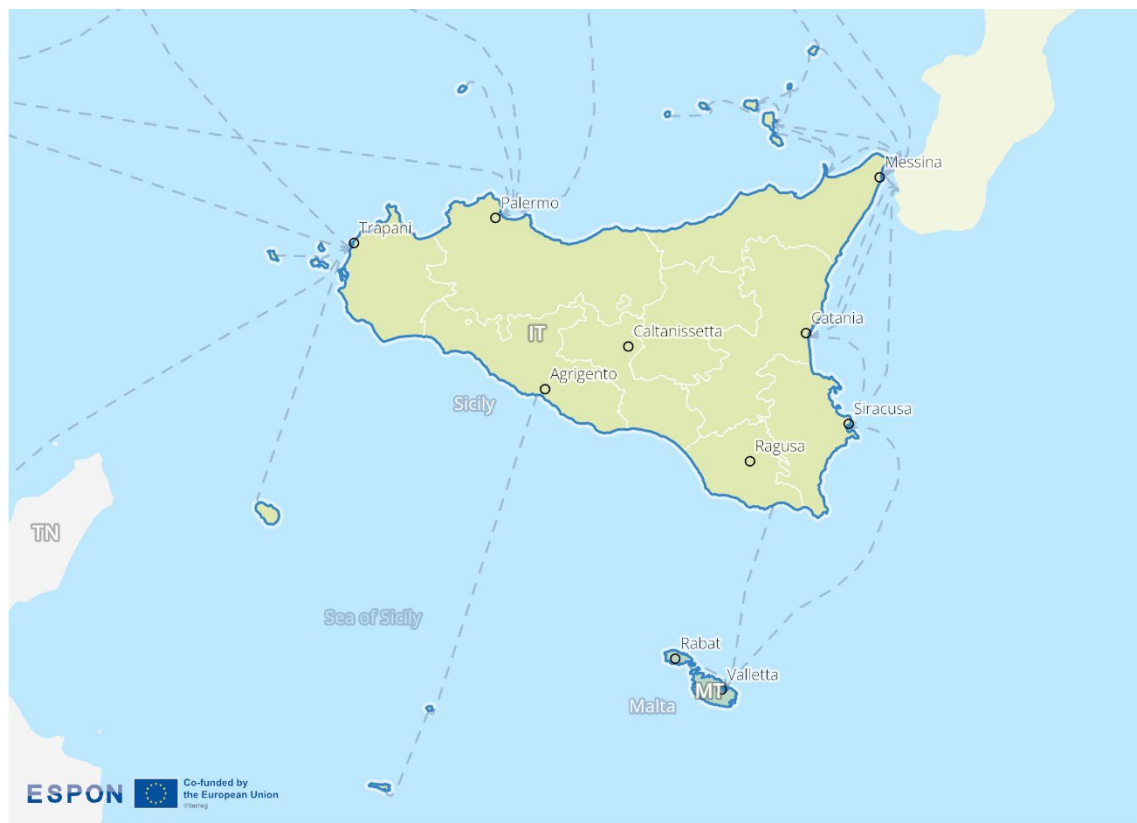 Messina
Palermo
Trapani
Catania
IT
Caltanissetta
Agrigento
Sicily
Siracusa
Ragusa
TN
Sea of Sicily
Rabat
Valletta
MT
Malta
ESPON
Co-funded by
the European Union
Interreg